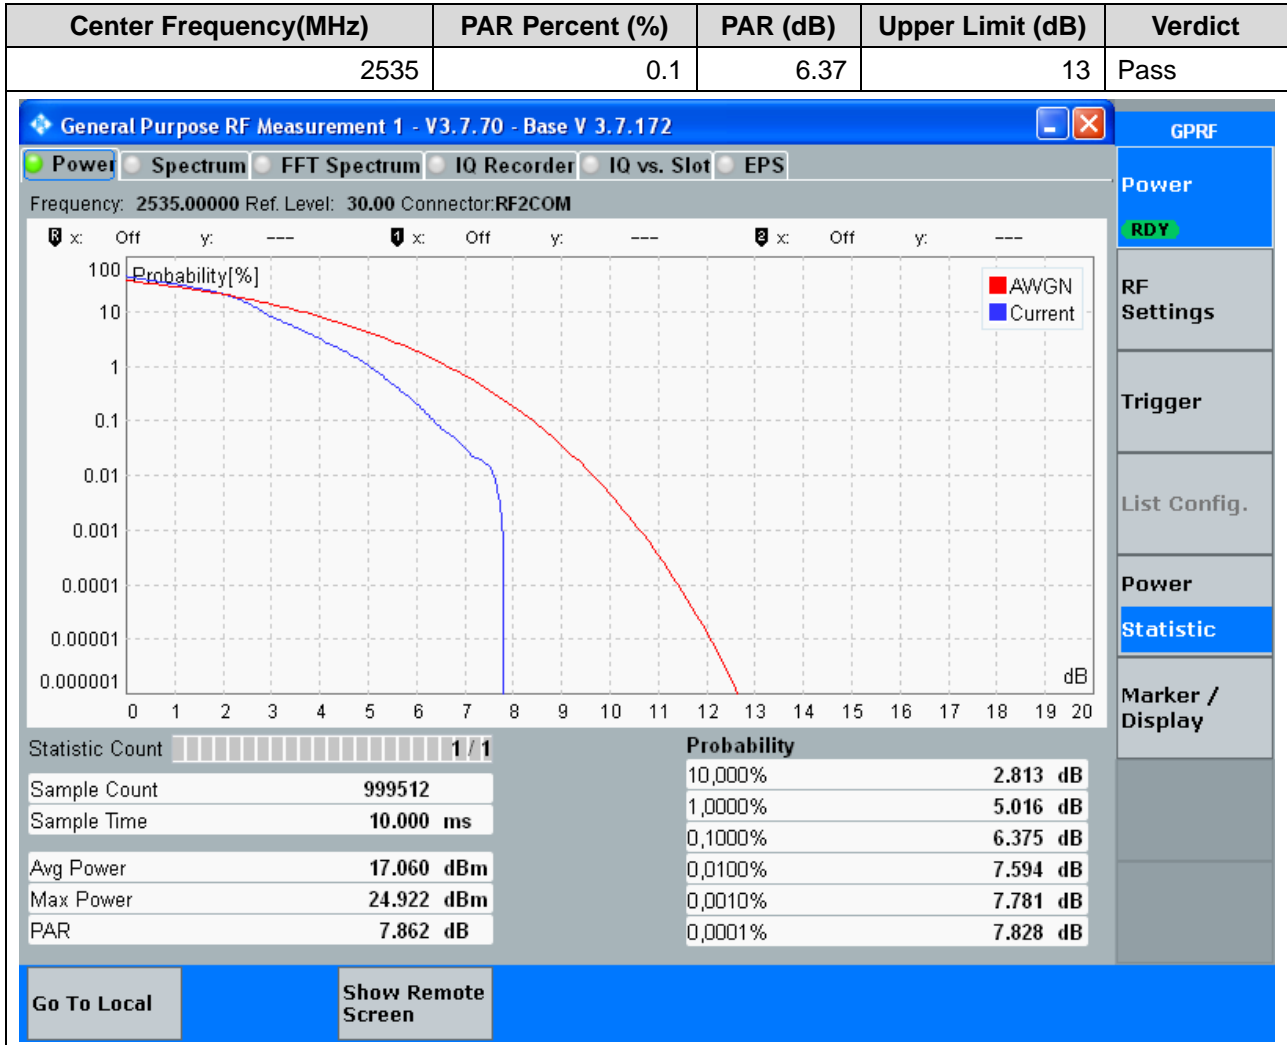 Center Frequency(MHz) PAR Percent (%) PAR (dB) Upper Limit (dB) Verdict
2535 0.1 6.37 13 Pass
General Purpose RF Measurement 1 - V3.7.70 - Base V 3.7.172
GPRF
Power Spectrum FFT Spectrum IQ Recorder IQ vs. Slot EPS
Frequency: 2535.00000 Ref. Level: 30.00 Connector:RF2COM
R x: Off y: --- 1 x: Off y: --- 2 x: Off y: ---
Probability[%]
100
10
1
0.1
0.01
0.001
0.0001
0.00001
0.000001
AWGN
Current
dB
0 1 2 3 4 5 6 7 8 9 10 11 12 13 14 15 16 17 18 19 20
Statistic Count 1 / 1
Sample Count 999512
Sample Time 10.000 ms
Avg Power 17.060 dBm
Max Power 24.922 dBm
PAR 7.862 dB
Probability
10,000% 2.813 dB
1,0000% 5.016 dB
0,1000% 6.375 dB
0,0100% 7.594 dB
0,0010% 7.781 dB
0,0001% 7.828 dB
Power
RDY
RF
Settings
Trigger
List Config.
Power
Statistic
Marker /
Display
Go To Local
Show Remote
Screen